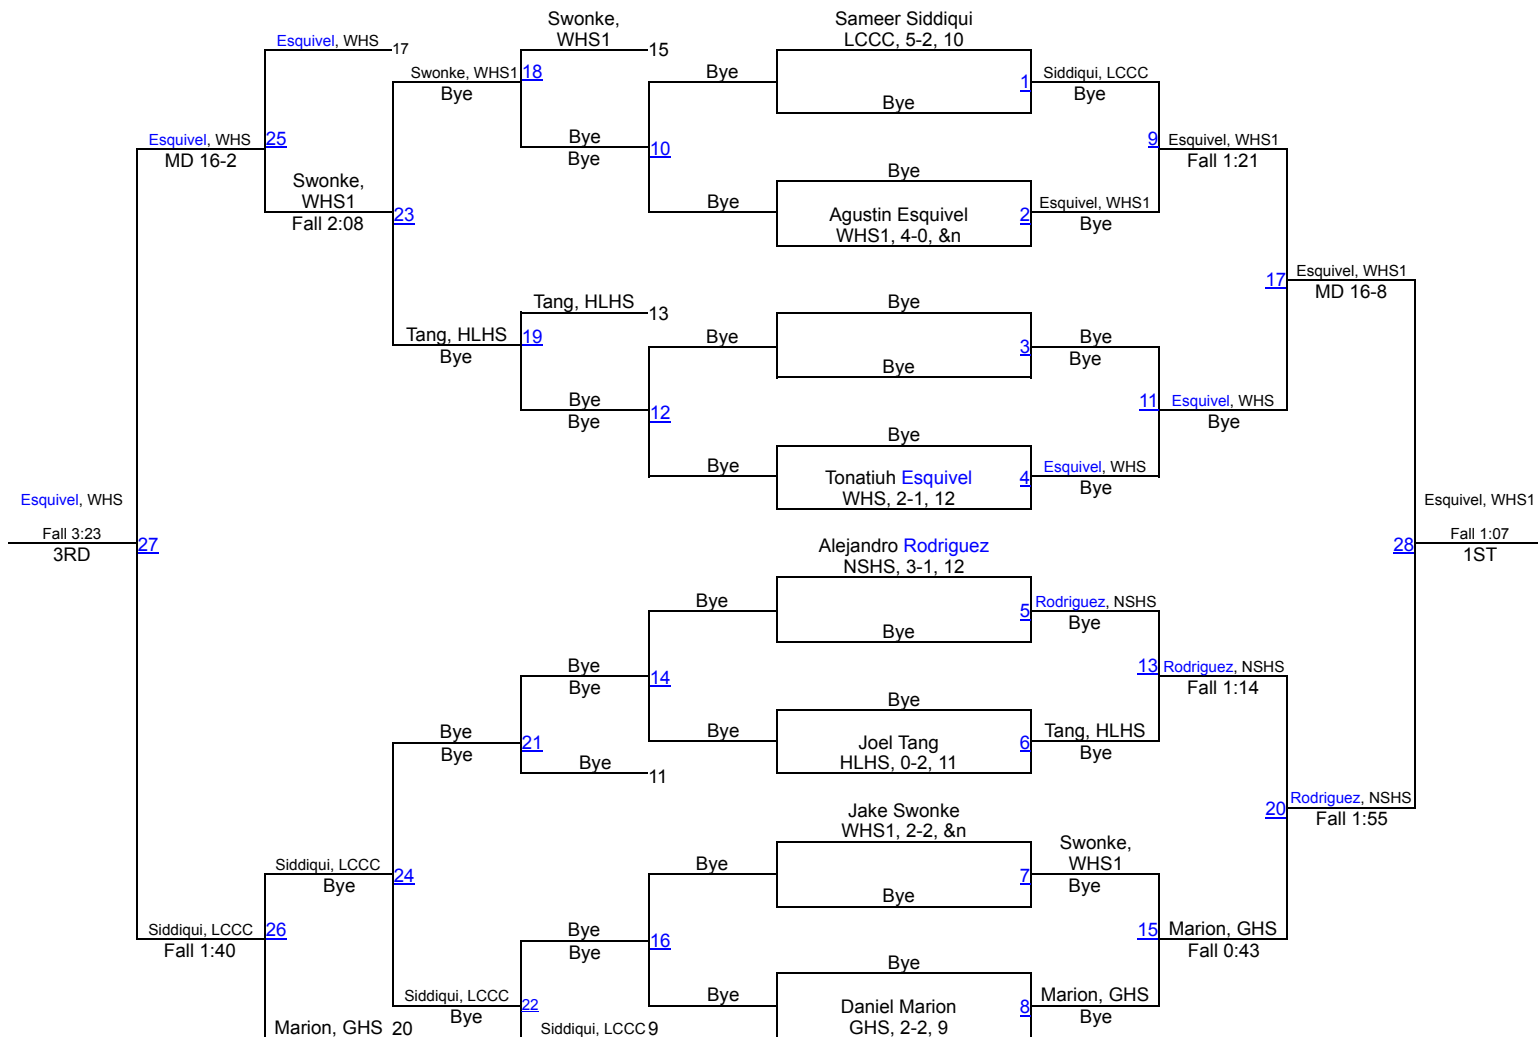 Sameer Siddiqui
LCCC, 5-2, 10
Swonke,
WHS1
15
Esquivel, WHS
17
Swonke, WHS1
18
Bye
Bye
1
Siddiqui, LCCC
Bye
Bye
Bye
Bye
10
9
Esquivel, WHS1
Fall 1:21
Esquivel, WHS
25
MD 16-2
Swonke,
WHS1
Fall 2:08
23
Bye
Bye
Agustin Esquivel
WHS1, 4-0, &n
2
Esquivel, WHS1
Bye
17
Esquivel, WHS1
MD 16-8
Tang, HLHS
13
Tang, HLHS
19
Bye
Bye
Bye
Bye
3
Bye
Bye
Bye
Bye
12
11
Esquivel, WHS
Bye
Bye
Bye
Tonatiuh Esquivel
WHS, 2-1, 12
4
Esquivel, WHS
Bye
Esquivel, WHS
Fall 3:23
3RD
27
Esquivel, WHS1
28
Fall 1:07
1ST
Alejandro Rodriguez
NSHS, 3-1, 12
Bye
Bye
5
Rodriguez, NSHS
Bye
Bye
Bye
14
13
Rodriguez, NSHS
Fall 1:14
Bye
Bye
21
Bye
11
Bye
Bye
Joel Tang
HLHS, 0-2, 11
6
Tang, HLHS
Bye
20
Rodriguez, NSHS
Fall 1:55
Jake Swonke
WHS1, 2-2, &n
Siddiqui, LCCC
Bye
24
Bye
Bye
7
Swonke,
WHS1
Bye
Siddiqui, LCCC
26
Fall 1:40
Bye
Bye
16
15
Marion, GHS
Fall 0:43
Siddiqui, LCCC
Bye
22
Bye
Bye
Daniel Marion
GHS, 2-2, 9
8
Marion, GHS
Bye
Marion, GHS 20
Siddiqui, LCCC 9